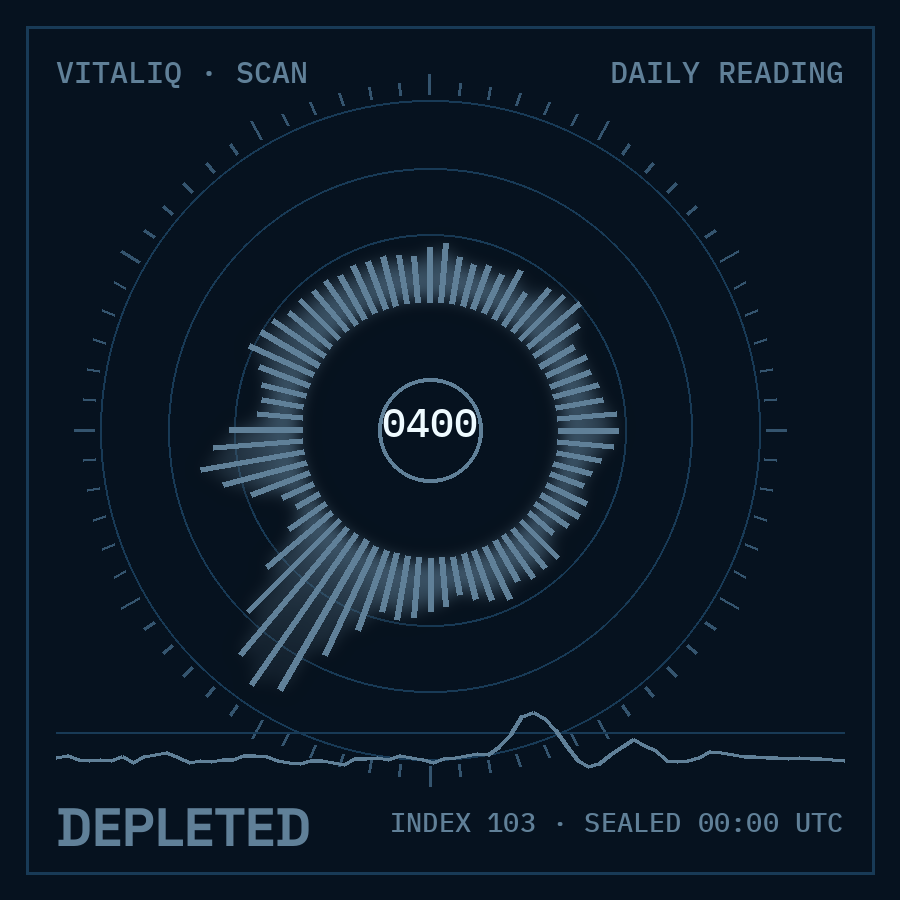 VITALIQ · SCAN
DAILY READING
0400
DEPLETED
INDEX 103 · SEALED 00:00 UTC